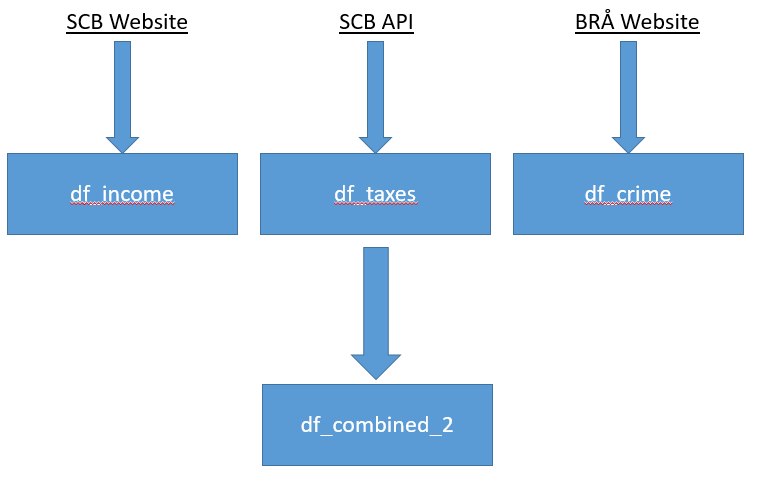 SCB Website
SCB API
BRÅ Website
df_income
df_taxes
df_crime
df_combined_2